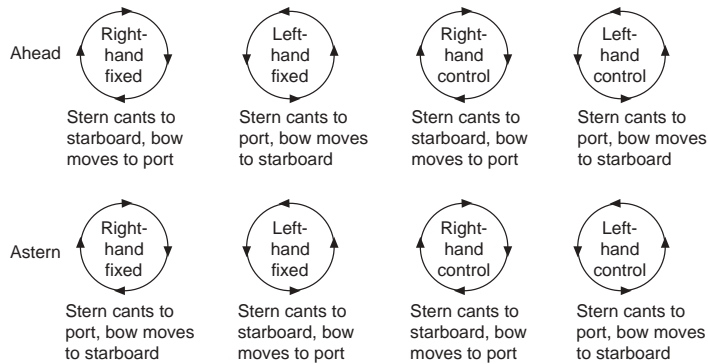 Ahead
Right-
hand
fixed
Left-
hand
fixed
Right-
hand
control
Left-
hand
control
Stern cants to
starboard, bow
moves to port
Stern cants to
port, bow moves
to starboard
Stern cants to
starboard, bow
moves to port
Stern cants to
port, bow moves
to starboard
Astern
Right-
hand
fixed
Left-
hand
fixed
Right-
hand
control
Left-
hand
control
Stern cants to
port, bow moves
to starboard
Stern cants to
starboard, bow
moves to port
Stern cants to
starboard, bow
moves to port
Stern cants to
port, bow moves
to starboard